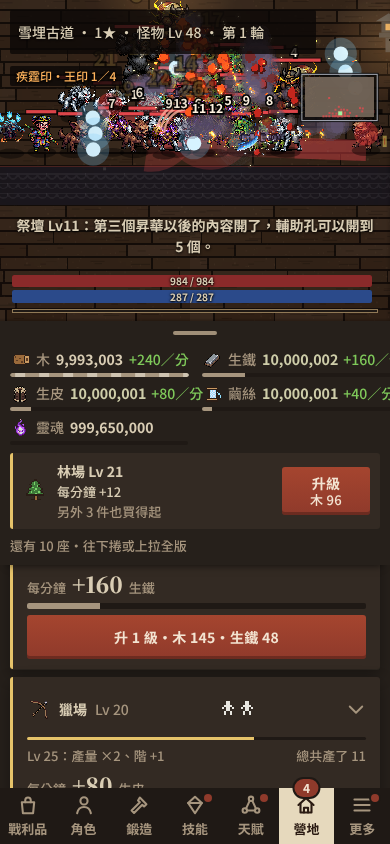 雪埋古道 • 1★ • 怪物 Lv 48 • 第 1 輪
疾霆印・王印 1／4
祭壇 Lv11：第三個昇華以後的內容開了，輔助孔可以開到
5 個。
984 / 984
287 / 287
木 9,993,003 +240／分
生鐵 10,000,002 +160／
生皮 10,000,001 +80／分
繭絲 10,000,001 +40／分
靈魂 999,650,000
林場 Lv 21
每分鐘 +12
另外 3 件也買得起
升級
木 96
還有 10 座・往下捲或上拉全版
每分鐘 +160 生鐵
升 1 級・木 145・生鐵 48
獵場 Lv 20
Lv 25：產量 ×2、階 +1
總共產了 11
每分鐘 +80 生皮
4
戰利品 角色 鍛造 技能 天賦 營地 更多